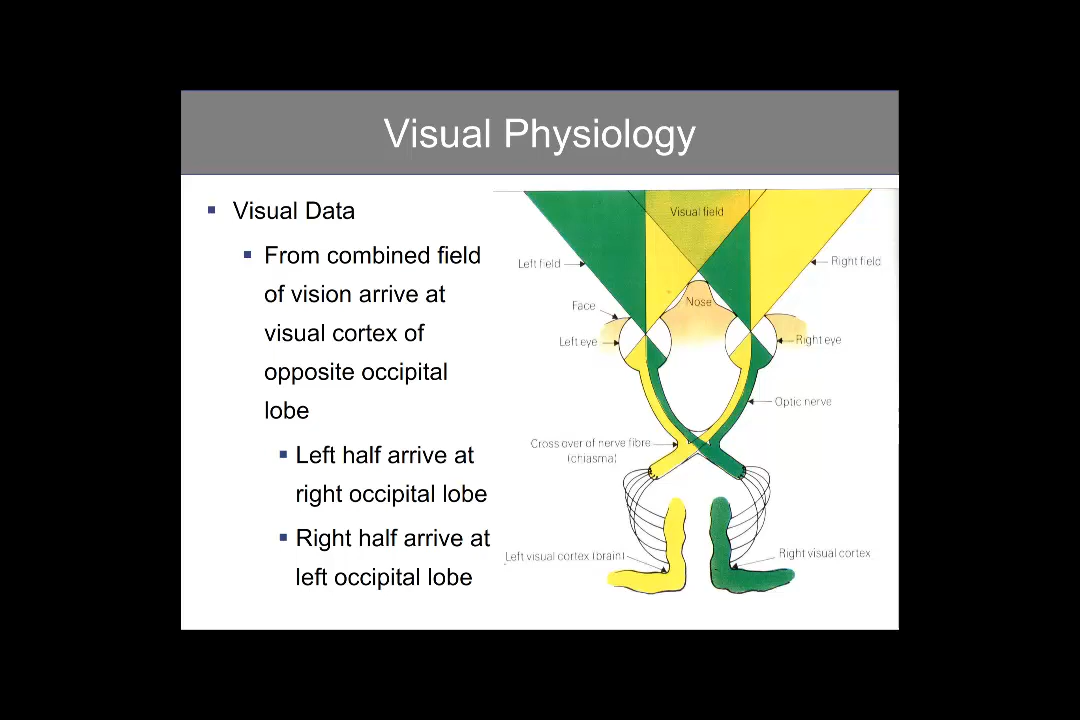 Visual Physiology
Visual Data
From combined field
of vision arrive at
visual cortex of
opposite occipital
lobe
Left half arrive at
right occipital lobe
Right half arrive at
left occipital lobe
Visual field
Left field
Right field
Face
Nose
Left eye
Right eye
Optic nerve
Cross over of nerve fibre
(chiasma)
Left visual cortex (brain)
Right visual cortex